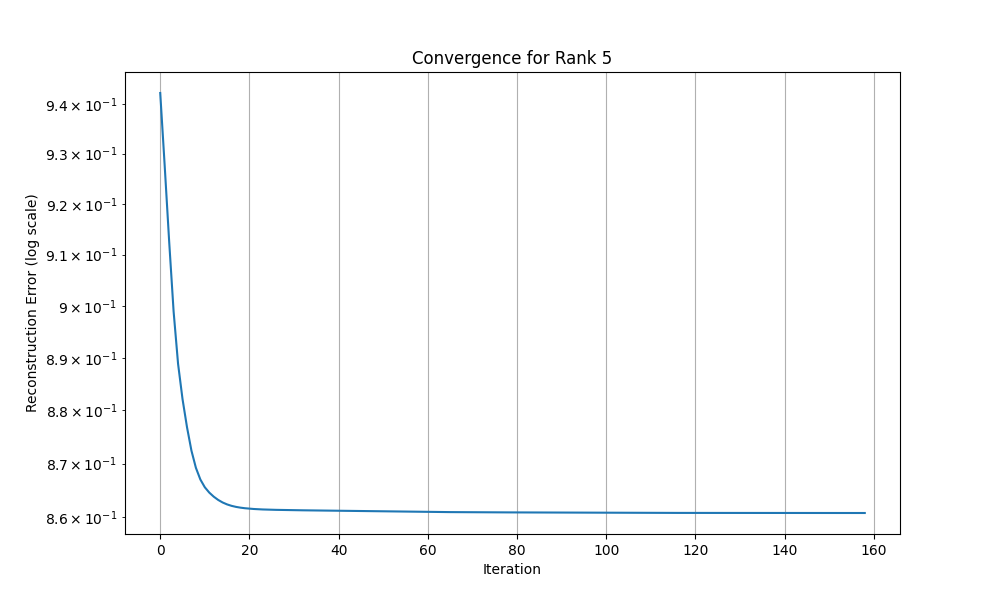 Convergence for Rank 5
Reconstruction Error (log scale)
9.4 × 10⁻¹
9.3 × 10⁻¹
9.2 × 10⁻¹
9.1 × 10⁻¹
9 × 10⁻¹
8.9 × 10⁻¹
8.8 × 10⁻¹
8.7 × 10⁻¹
8.6 × 10⁻¹
0 20 40 60 80 100 120 140 160
Iteration